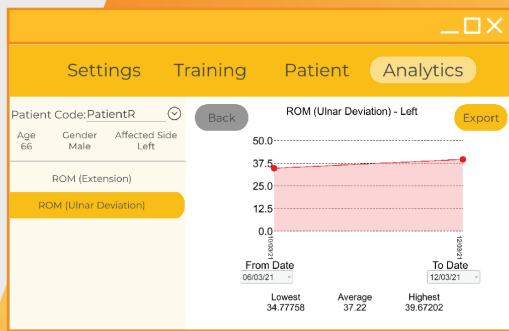 Settings Training Patient Analytics
Patient Code: PatientR
Age Gender Affected Side
66 Male Left
ROM (Extension)
ROM (Ulnar Deviation)
Back ROM (Ulnar Deviation) - Left Export
50.0
37.5
25.0
12.5
0.0
10/03/21 12/03/21
From Date To Date
06/03/21 12/03/21
Lowest Average Highest
34.77758 37.22 39.67202